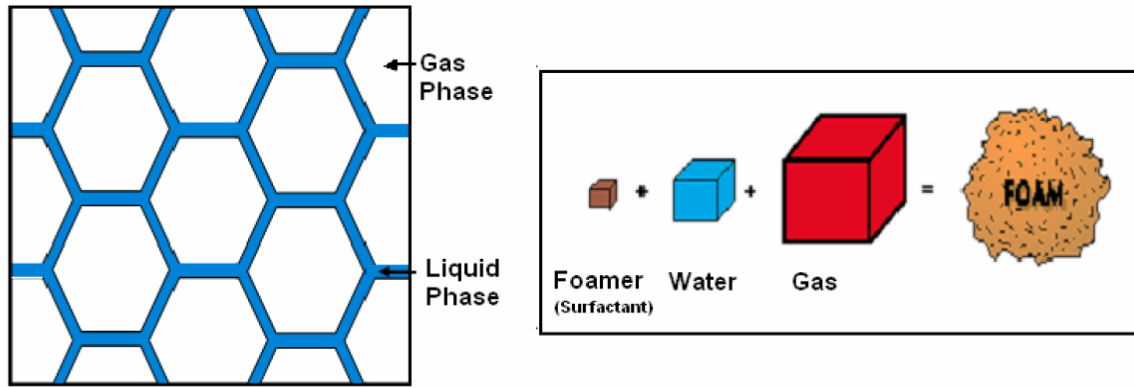 Gas
Phase
Liquid
Phase
+ + = FOAM
Foamer Water Gas
(Surfactant)